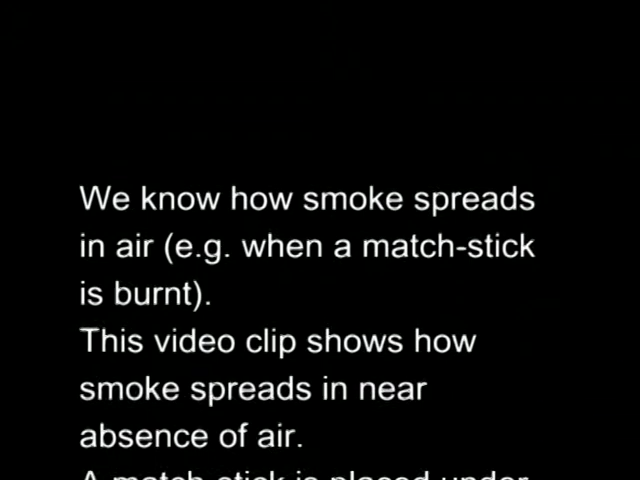 We know how smoke spreads
in air (e.g. when a match-stick
is burnt).
This video clip shows how
smoke spreads in near
absence of air.
A match-stick is placed under